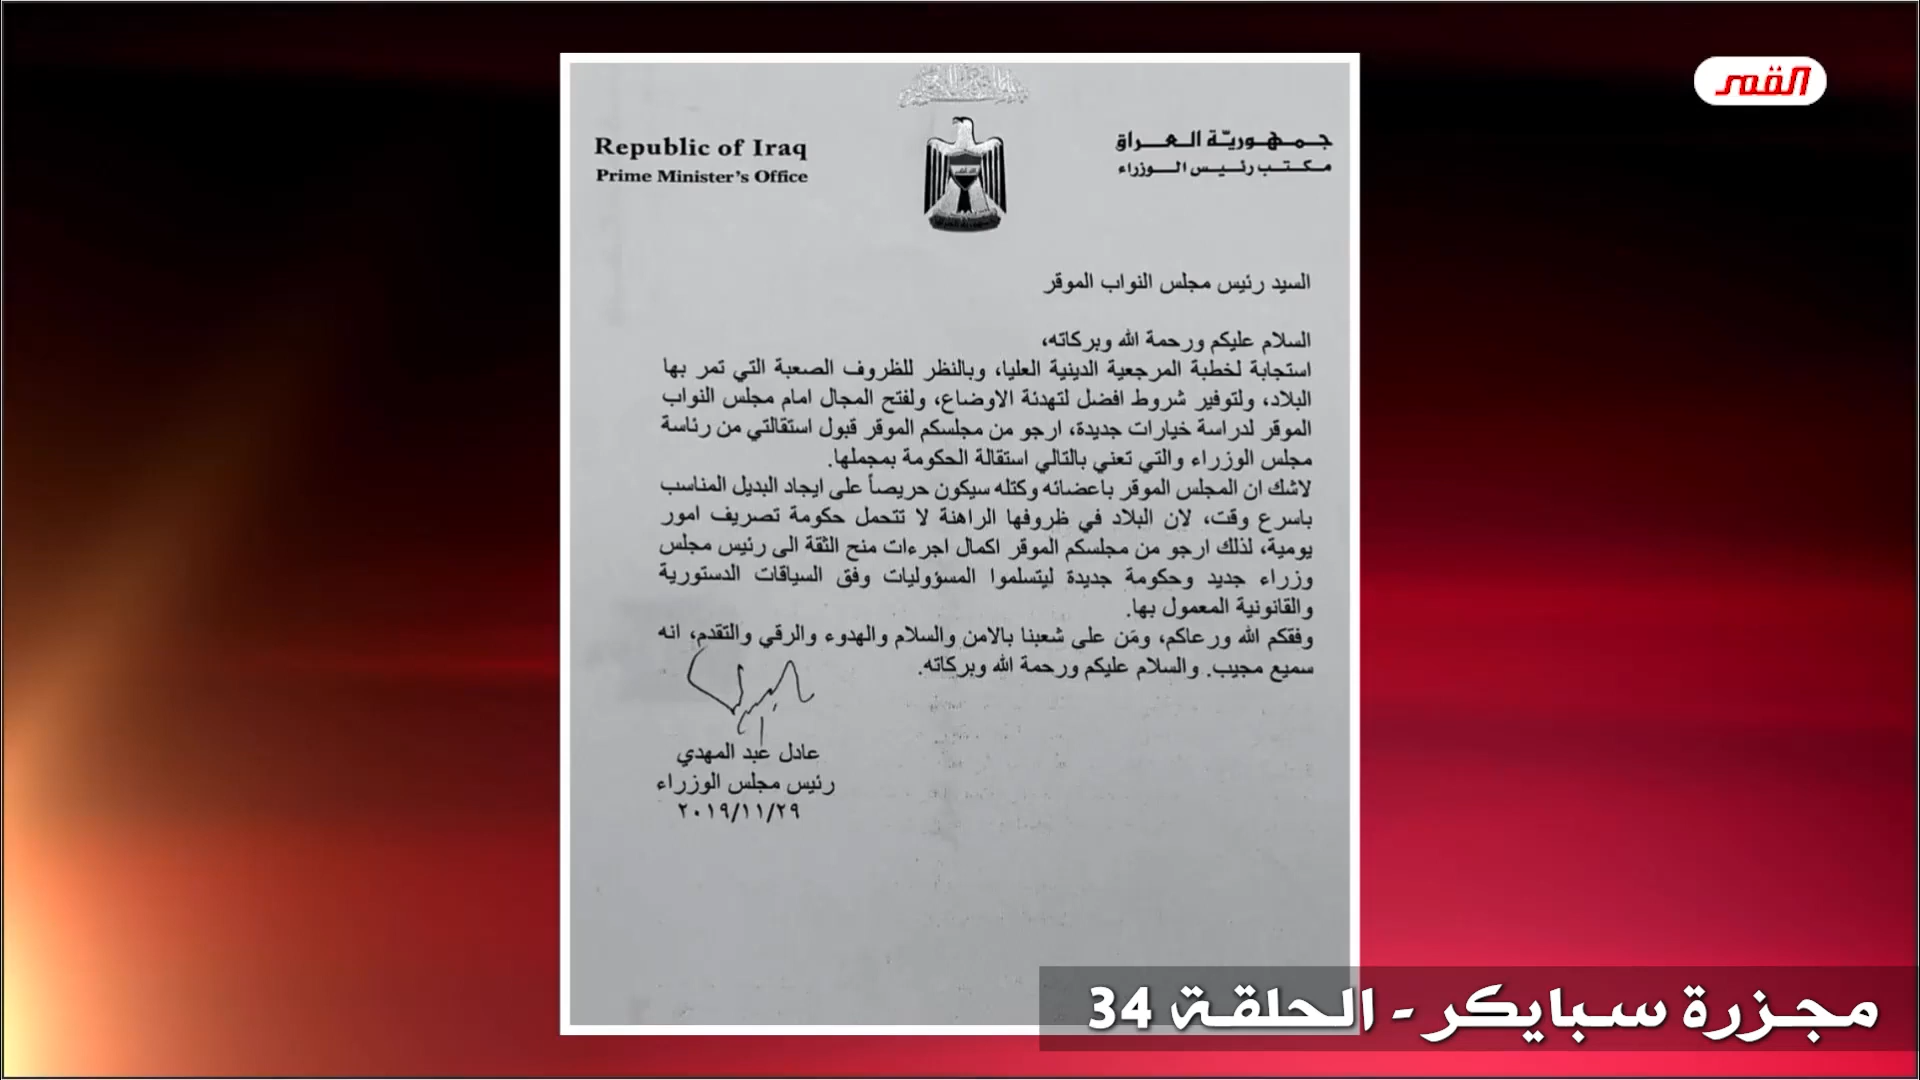 القمر
Republic of Iraq
Prime Minister's Office
جمهورية العراق
مكتب رئيس الوزراء
السيد رئيس مجلس النواب الموقر
السلام عليكم ورحمة الله وبركاته،
استجابة لخطبة المرجعية الدينية العليا، وبالنظر للظروف الصعبة التي تمر بها
البلاد، ولتوفير شروط افضل لتهدئة الاوضاع، ولفتح المجال امام مجلس النواب
الموقر لدراسة خيارات جديدة، ارجو من مجلسكم الموقر قبول استقالتي من رئاسة
مجلس الوزراء والتي تعني بالتالي استقالة الحكومة بمجملها.
لاشك ان المجلس الموقر باعضائه وكتله سيكون حريصاً على ايجاد البديل المناسب
باسرع وقت، لان البلاد في ظروفها الراهنة لا تتحمل حكومة تصريف امور
يومية، لذلك ارجو من مجلسكم الموقر اكمال اجرءات منح الثقة الى رئيس مجلس
وزراء جديد وحكومة جديدة ليتسلموا المسؤوليات وفق السياقات الدستورية
والقانونية المعمول بها.
وفقكم الله ورعاكم، ومَن على شعبنا بالامن والسلام والهدوء والرقي والتقدم، انه
سميع مجيب. والسلام عليكم ورحمة الله وبركاته.
عادل عبد المهدي
رئيس مجلس الوزراء
٢٠١٩/١١/٢٩
مجزرة سبايكر - الحلقة 34